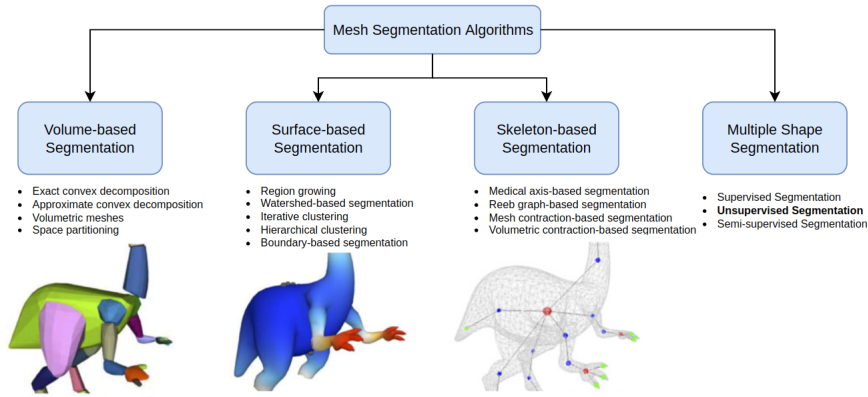 Mesh Segmentation Algorithms
Volume-based
Segmentation
Surface-based
Segmentation
Skeleton-based
Segmentation
Multiple Shape
Segmentation
• Exact convex decomposition
• Approximate convex decomposition
• Volumetric meshes
• Space partitioning
• Region growing
• Watershed-based segmentation
• Iterative clustering
• Hierarchical clustering
• Boundary-based segmentation
• Medical axis-based segmentation
• Reeb graph-based segmentation
• Mesh contraction-based segmentation
• Volumetric contraction-based segmentation
• Supervised Segmentation
• Unsupervised Segmentation
• Semi-supervised Segmentation